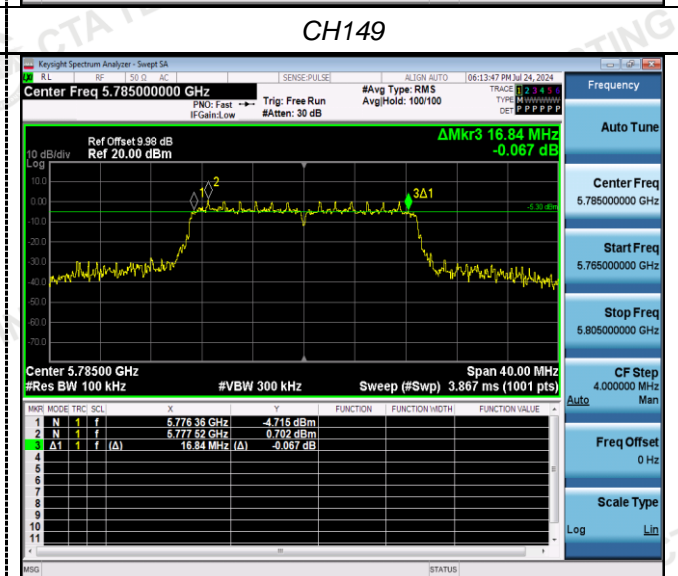 CH149
Keysight Spectrum Analyzer - Swept SA
RL RF 50 Ω AC SENSE:PULSE ALIGN AUTO 06:13:47 PM Jul 24, 2024
Center Freq 5.785000000 GHz
#Avg Type: RMS
TRACE 1 2 3 4 5 6
PNO: Fast Trig: Free Run Avg|Hold: 100/100
TYPE M W W W W W
IFGain:Low #Atten: 30 dB
DET P P P P P P
ΔMkr3 16.84 MHz
-0.067 dB
Ref Offset 9.98 dB
10 dB/div Ref 20.00 dBm
Log
10.0
0.00
-10.0
-20.0
-30.0
-40.0
-50.0
-60.0
-70.0
1
2
3Δ1
-5.30 dBm
Center 5.78500 GHz Span 40.00 MHz
#Res BW 100 kHz #VBW 300 kHz Sweep (#Swp) 3.867 ms (1001 pts)
MKR MODE TRC SCL X Y FUNCTION FUNCTION WIDTH FUNCTION VALUE
1 N 1 f 5.776 36 GHz -4.715 dBm
2 N 1 f 5.777 52 GHz 0.702 dBm
3 Δ1 1 f (Δ) 16.84 MHz (Δ) -0.067 dB
4
5
6
7
8
9
10
11
MSG STATUS
Frequency
Auto Tune
Center Freq
5.785000000 GHz
Start Freq
5.765000000 GHz
Stop Freq
5.805000000 GHz
CF Step
4.000000 MHz
Auto Man
Freq Offset
0 Hz
Scale Type
Log Lin